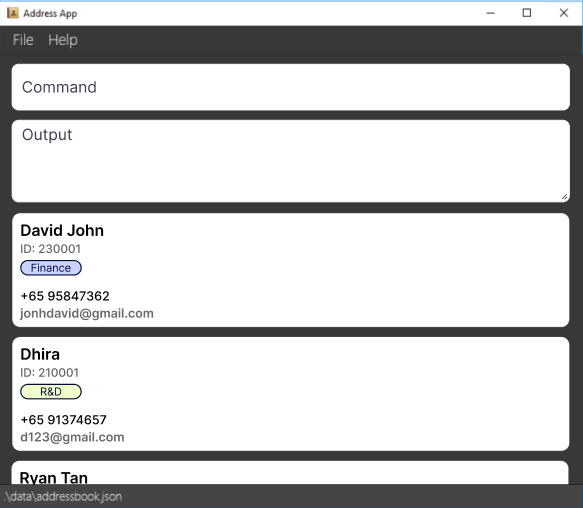 Address App
File Help
Command
Output
David John
ID: 230001
Finance
+65 95847362
jonhdavid@gmail.com
Dhira
ID: 210001
R&D
+65 91374657
d123@gmail.com
Ryan Tan
.\data\addressbook.json